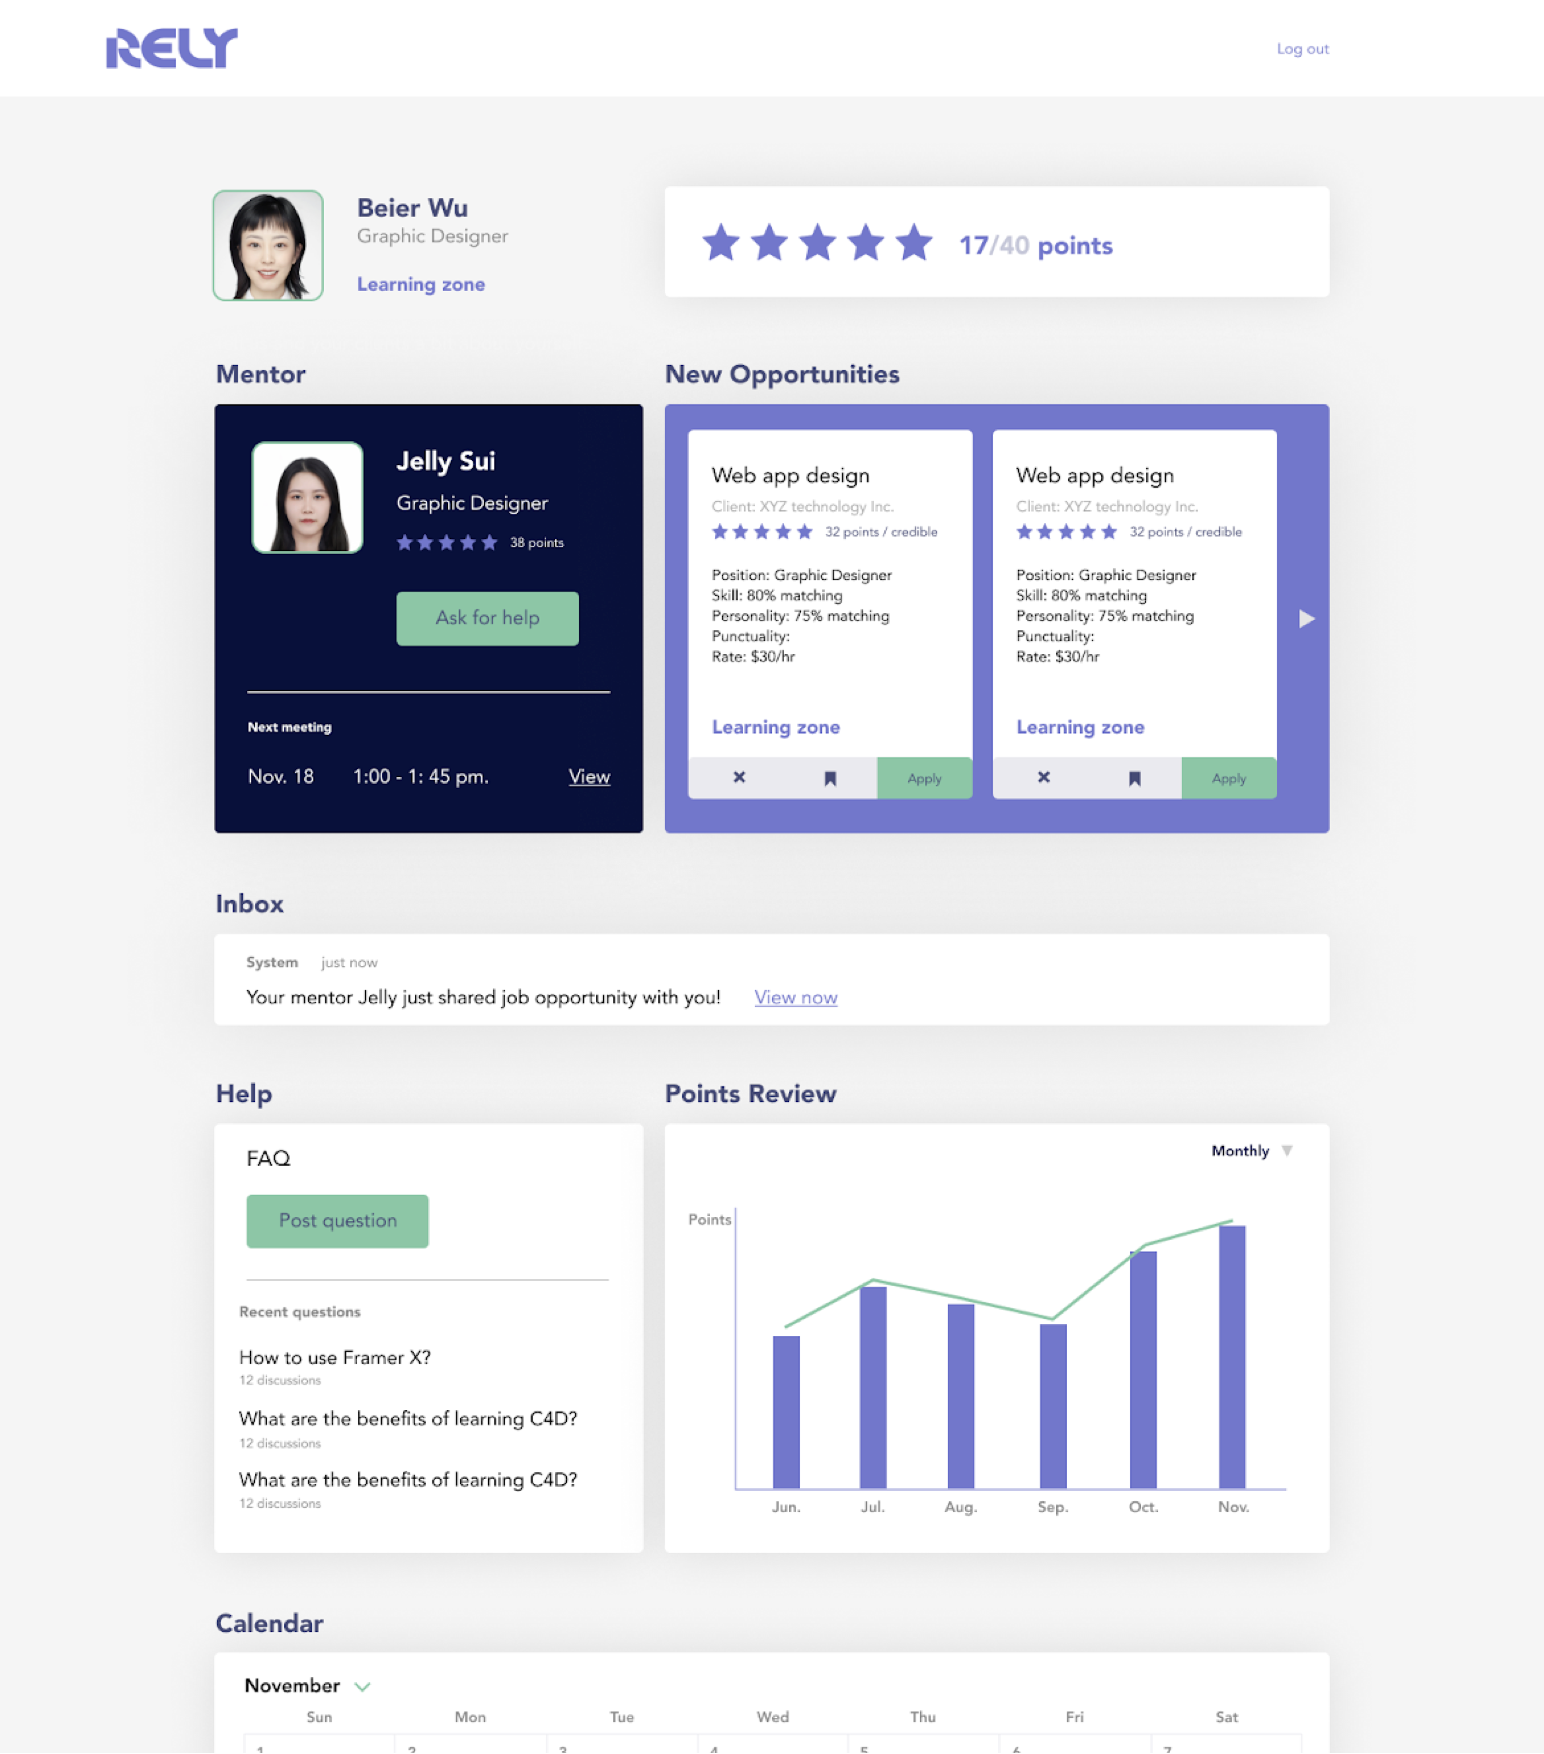 RELY
Log out
Beier Wu
Graphic Designer
Learning zone
17/40 points
Mentor
Jelly Sui
Graphic Designer
38 points
Ask for help
Next meeting
Nov. 18 1:00 - 1: 45 pm. View
New Opportunities
Web app design
Client: XYZ technology Inc.
32 points / credible
Position: Graphic Designer
Skill: 80% matching
Personality: 75% matching
Punctuality:
Rate: $30/hr
Learning zone
Apply
Web app design
Client: XYZ technology Inc.
32 points / credible
Position: Graphic Designer
Skill: 80% matching
Personality: 75% matching
Punctuality:
Rate: $30/hr
Learning zone
Apply
Inbox
System just now
Your mentor Jelly just shared job opportunity with you! View now
Help
FAQ
Post question
Recent questions
How to use Framer X?
12 discussions
What are the benefits of learning C4D?
12 discussions
What are the benefits of learning C4D?
12 discussions
Points Review
Monthly
Points
Jun. Jul. Aug. Sep. Oct. Nov.
Calendar
November
Sun Mon Tue Wed Thu Fri Sat
1 2 3 4 5 6 7